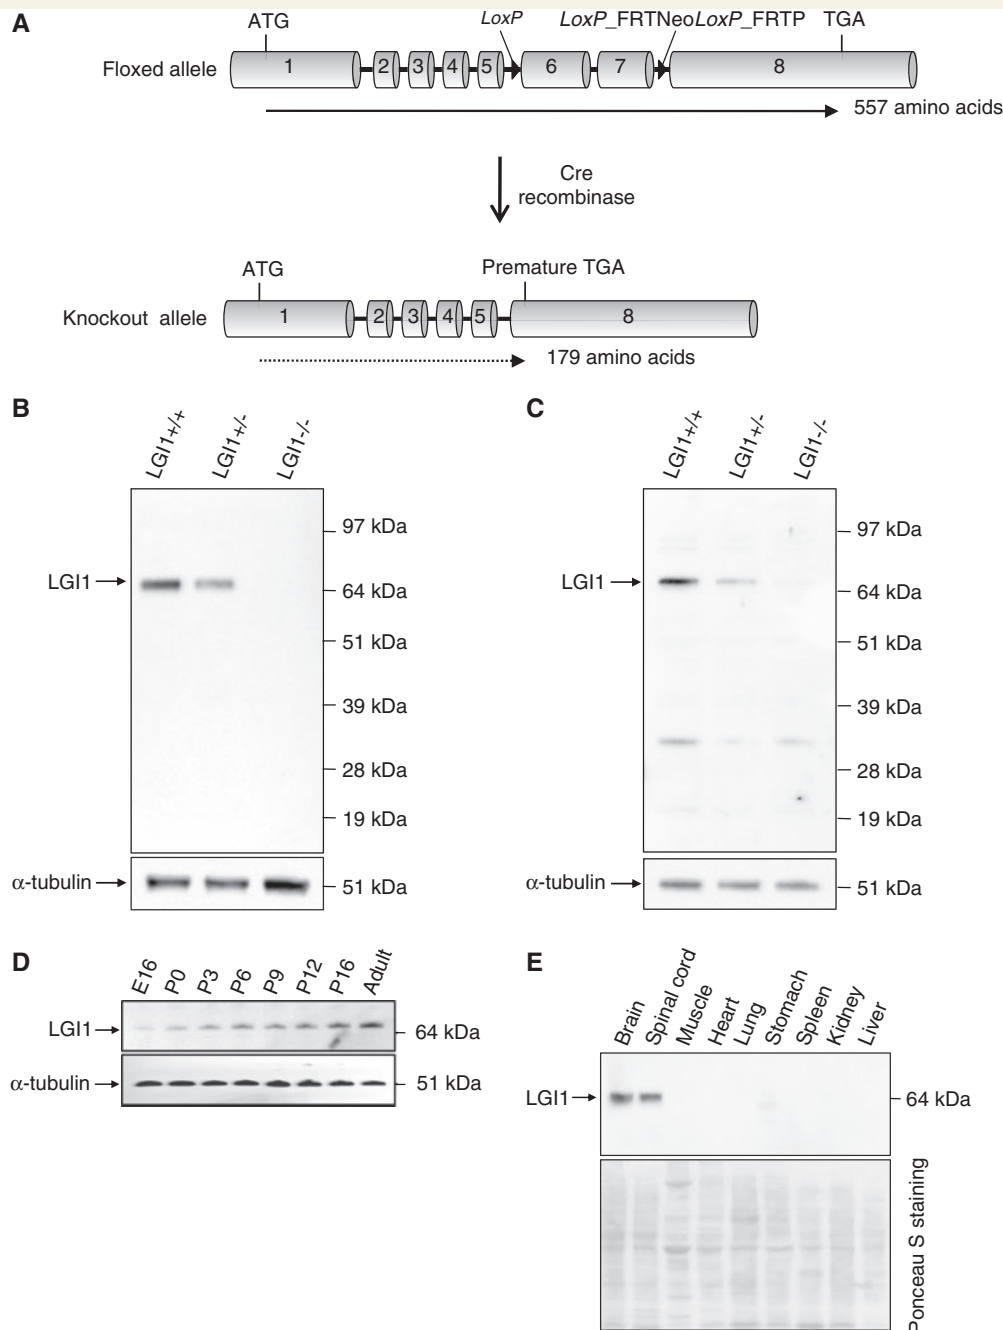 A
ATG
LoxP
LoxP_FRTNeoLoxP_FRTP
TGA
Floxed allele
1 2 3 4 5 6 7 8
557 amino acids
Cre
recombinase
ATG
Premature TGA
Knockout allele
1 2 3 4 5 8
179 amino acids
B
LGI1+/+
LGI1+/-
LGI1-/-
97 kDa
LGI1
64 kDa
51 kDa
39 kDa
28 kDa
19 kDa
α-tubulin
51 kDa
C
LGI1+/+
LGI1+/-
LGI1-/-
97 kDa
LGI1
64 kDa
51 kDa
39 kDa
28 kDa
19 kDa
α-tubulin
51 kDa
D
E16
P0
P3
P6
P9
P12
P16
Adult
LGI1
64 kDa
α-tubulin
51 kDa
E
Brain
Spinal cord
Muscle
Heart
Lung
Stomach
Spleen
Kidney
Liver
LGI1
64 kDa
Ponceau S staining